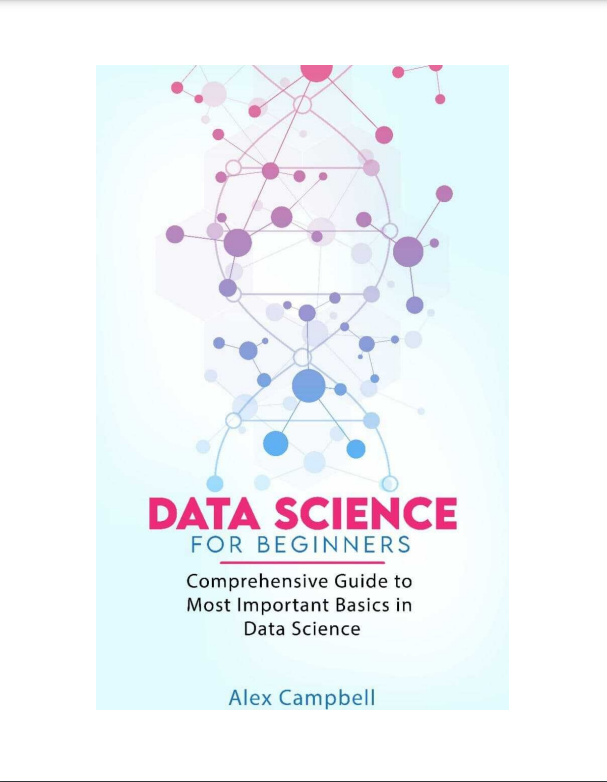 DATA SCIENCE
FOR BEGINNERS
Comprehensive Guide to
Most Important Basics in
Data Science
Alex Campbell